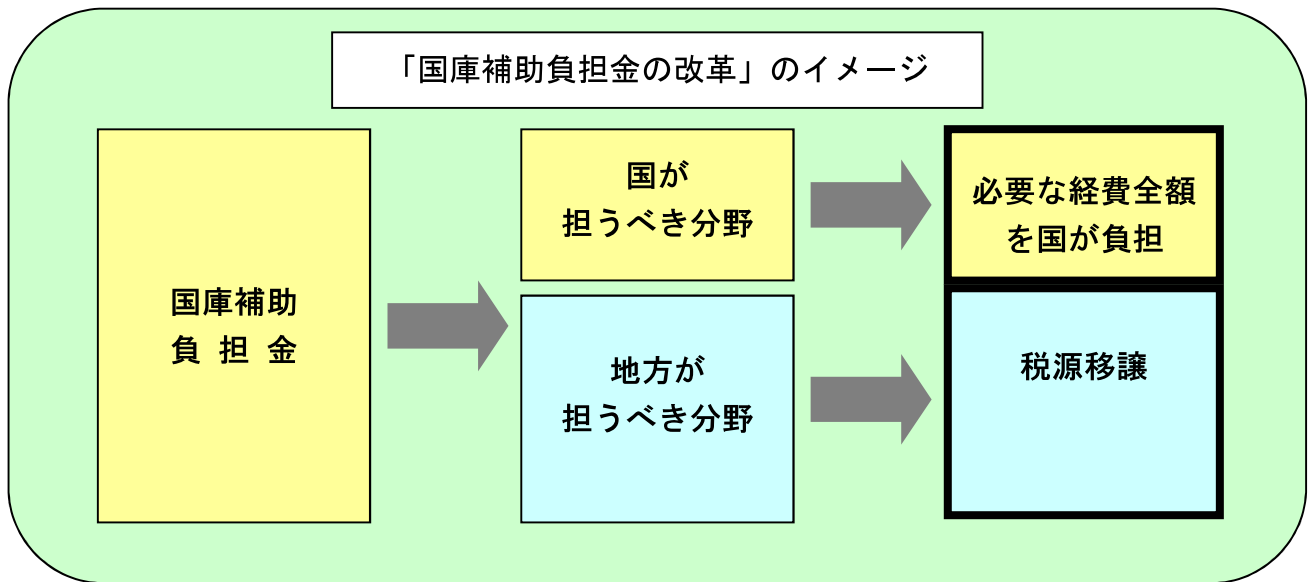 「国庫補助負担金の改革」のイメージ
国庫補助
負 担 金
国が
担うべき分野
地方が
担うべき分野
必要な経費全額
を国が負担
税源移譲